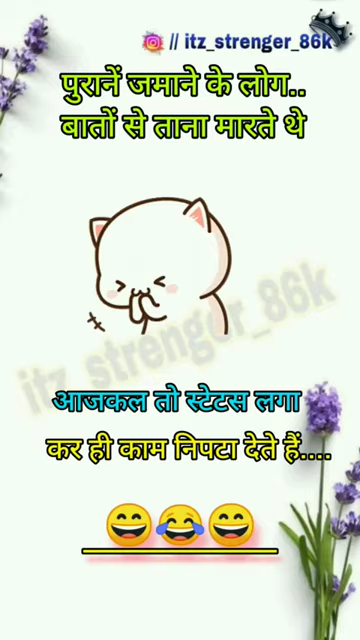 // itz_strenger_86k
पुरानें जमाने के लोग..
बातों से ताना मारते थे
itz_strenger_86k
आजकल तो स्टेटस लगा
कर ही काम निपटा देते हैं....
😄😂😄